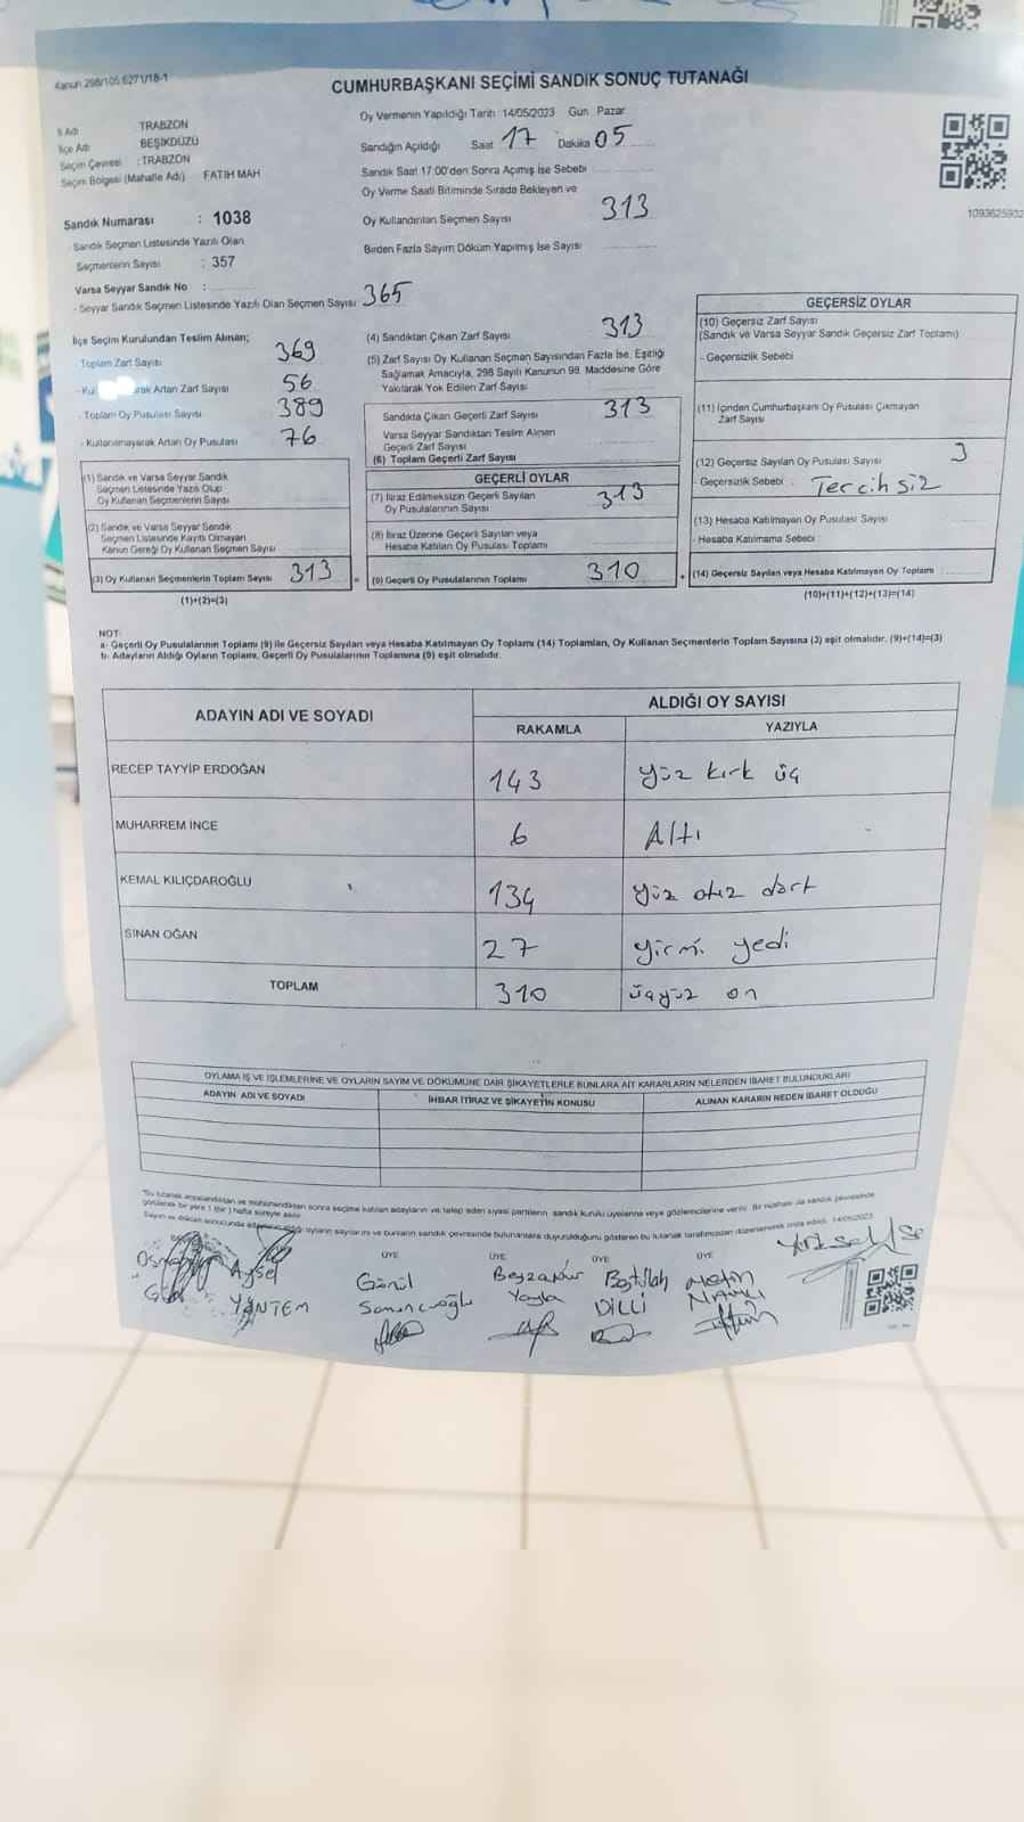 Kanun 298/105 6271/18-1
CUMHURBAŞKANI SEÇİMİ SANDIK SONUÇ TUTANAĞI
İl Adı TRABZON
İlçe Adı BEŞİKDÜZÜ
Seçim Çevresi : TRABZON
Seçim Bölgesi (Mahalle Adı) FATİH MAH
Sandık Numarası : 1038
- Sandık Seçmen Listesinde Yazılı Olan
Seçmenlerin Sayısı : 357
Varsa Seyyar Sandık No :
- Seyyar Sandık Seçmen Listesinde Yazılı Olan Seçmen Sayısı 365
Oy Vermenin Yapıldığı Tarih 14/05/2023 Gün Pazar
Sandığın Açıldığı Saat 17 Dakika 05
Sandık Saat 17:00'den Sonra Açılmış İse Sebebi
Oy Verme Saati Bitiminde Sırada Bekleyen ve
Oy Kullandırılan Seçmen Sayısı 313
Birden Fazla Sayım Döküm Yapılmış İse Sayısı
1093625902
İlçe Seçim Kurulundan Teslim Alınan;
- Toplam Zarf Sayısı 369
- Ku rak Artan Zarf Sayısı 56
- Toplam Oy Pusulası Sayısı 389
- Kullanılmayarak Artan Oy Pusulası 76
(1) Sandık ve Varsa Seyyar Sandık
Seçmen Listesinde Yazılı Olup
Oy Kullanan Seçmenlerin Sayısı
(2) Sandık ve Varsa Seyyar Sandık
Seçmen Listesinde Kayıtlı Olmayan
Kanun Gereği Oy Kullanan Seçmen Sayısı
(3) Oy Kullanan Seçmenlerin Toplam Sayısı 313
(1)+(2)=(3)
(4) Sandıktan Çıkan Zarf Sayısı 313
(5) Zarf Sayısı Oy Kullanan Seçmen Sayısından Fazla İse, Eşitliği
Sağlamak Amacıyla, 298 Sayılı Kanunun 98. Maddesine Göre
Yakılarak Yok Edilen Zarf Sayısı
Sandıkta Çıkan Geçerli Zarf Sayısı 313
Varsa Seyyar Sandıktan Teslim Alınan
Geçerli Zarf Sayısı
(6) Toplam Geçerli Zarf Sayısı
GEÇERLİ OYLAR
(7) İtiraz Edilmeksizin Geçerli Sayılan
Oy Pusulalarının Sayısı 313
(8) İtiraz Üzerine Geçerli Sayılan veya
Hesaba Katılan Oy Pusulası Toplamı
(9) Geçerli Oy Pusulalarının Toplamı 310
GEÇERSİZ OYLAR
(10) Geçersiz Zarf Sayısı
(Sandık ve Varsa Seyyar Sandık Geçersiz Zarf Toplamı)
- Geçersizlik Sebebi
(11) İçinden Cumhurbaşkanı Oy Pusulası Çıkmayan
Zarf Sayısı
(12) Geçersiz Sayılan Oy Pusulası Sayısı 3
- Geçersizlik Sebebi : Tercihsiz
(13) Hesaba Katılmayan Oy Pusulası Sayısı
- Hesaba Katılmama Sebebi
(14) Geçersiz Sayılan veya Hesaba Katılmayan Oy Toplamı
(10)+(11)+(12)+(13)=(14)
NOT:
a- Geçerli Oy Pusulalarının Toplamı (9) ile Geçersiz Sayılan veya Hesaba Katılmayan Oy Toplamı (14) Toplamları, Oy Kullanan Seçmenlerin Toplam Sayısına (3) eşit olmalıdır. (9)+(14)=(3)
b- Adayların Aldığı Oyların Toplamı, Geçerli Oy Pusulalarının Toplamına (9) eşit olmalıdır.
ADAYIN ADI VE SOYADI
ALDIĞI OY SAYISI
RAKAMLA YAZIYLA
RECEP TAYYİP ERDOĞAN 143 yüz kırk üç
MUHARREM İNCE 6 Altı
KEMAL KILIÇDAROĞLU 134 yüz otuz dört
SİNAN OĞAN 27 yirmi yedi
TOPLAM 310 üçyüz on
OYLAMA İŞ VE İŞLEMLERİNE VE OYLARIN SAYIM VE DÖKÜMÜNE DAİR ŞİKAYETLERLE BUNLARA AİT KARARLARIN NELERDEN İBARET BULUNDUKLARI
ADAYIN ADI VE SOYADI İHBAR İTİRAZ VE ŞİKAYETİN KONUSU ALINAN KARARIN NEDEN İBARET OLDUĞU
ÜYE ÜYE ÜYE ÜYE
Aysel Gönül Beyzanur Metin
YANTEM Yayla DİLLİ